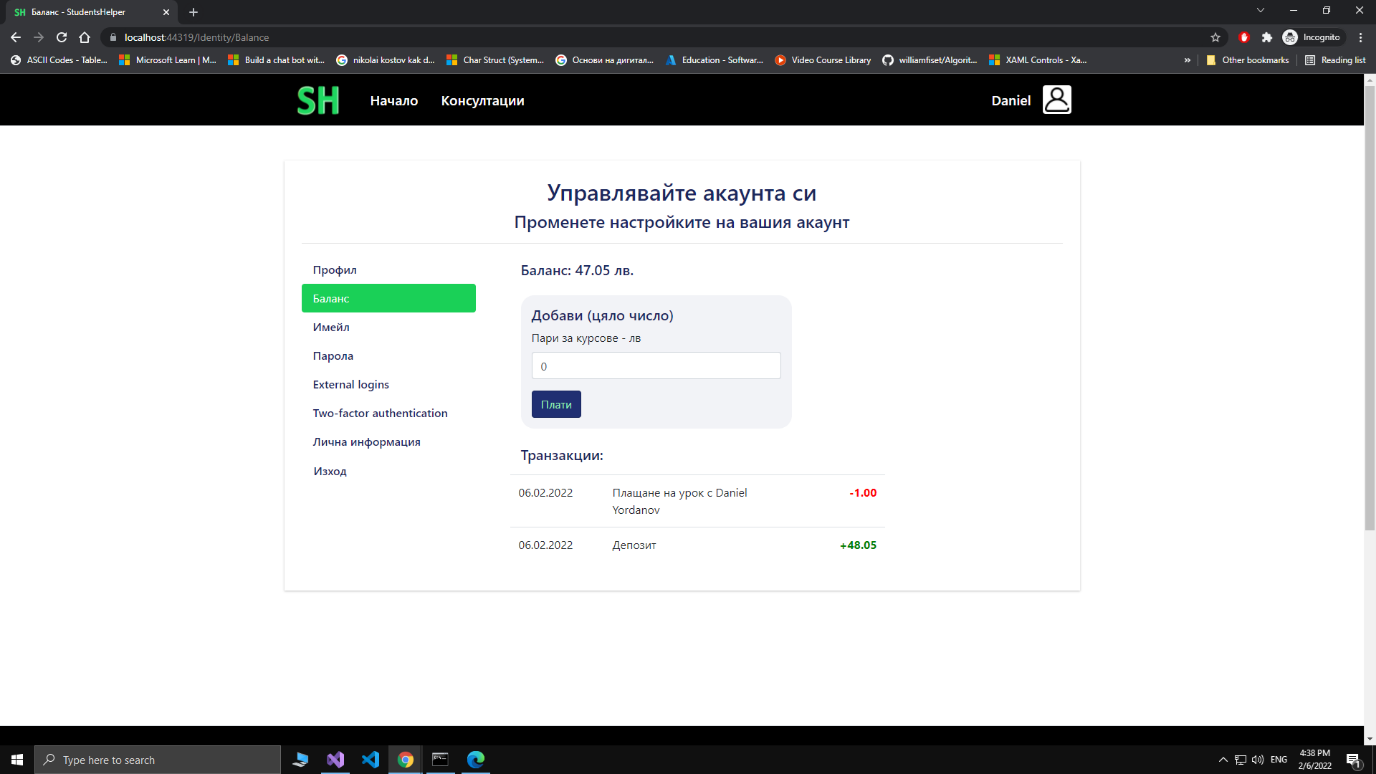 SH Баланс - StudentsHelper
localhost:44319/Identity/Balance
Incognito
ASCII Codes - Table... Microsoft Learn | M... Build a chat bot wit... nikolai kostov kak d... Char Struct (System... Основи на дигитал... Education - Softwar... Video Course Library williamfiset/Algorit... XAML Controls - Xa... » Other bookmarks Reading list
SH Начало Консултации Daniel
Управлявайте акаунта си
Променете настройките на вашия акаунт
Профил
Баланс
Имейл
Парола
External logins
Two-factor authentication
Лична информация
Изход
Баланс: 47.05 лв.
Добави (цяло число)
Пари за курсове - лв
0
Плати
Транзакции:
06.02.2022 Плащане на урок с Daniel -1.00
Yordanov
06.02.2022 Депозит +48.05
Type here to search
ENG
4:38 PM
2/6/2022
1